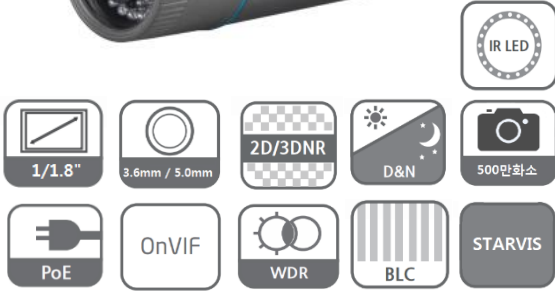 IR LED
1/1.8"
3.6mm / 5.0mm
2D/3DNR
D&N
500만화소
PoE
OnVIF
WDR
BLC
STARVIS